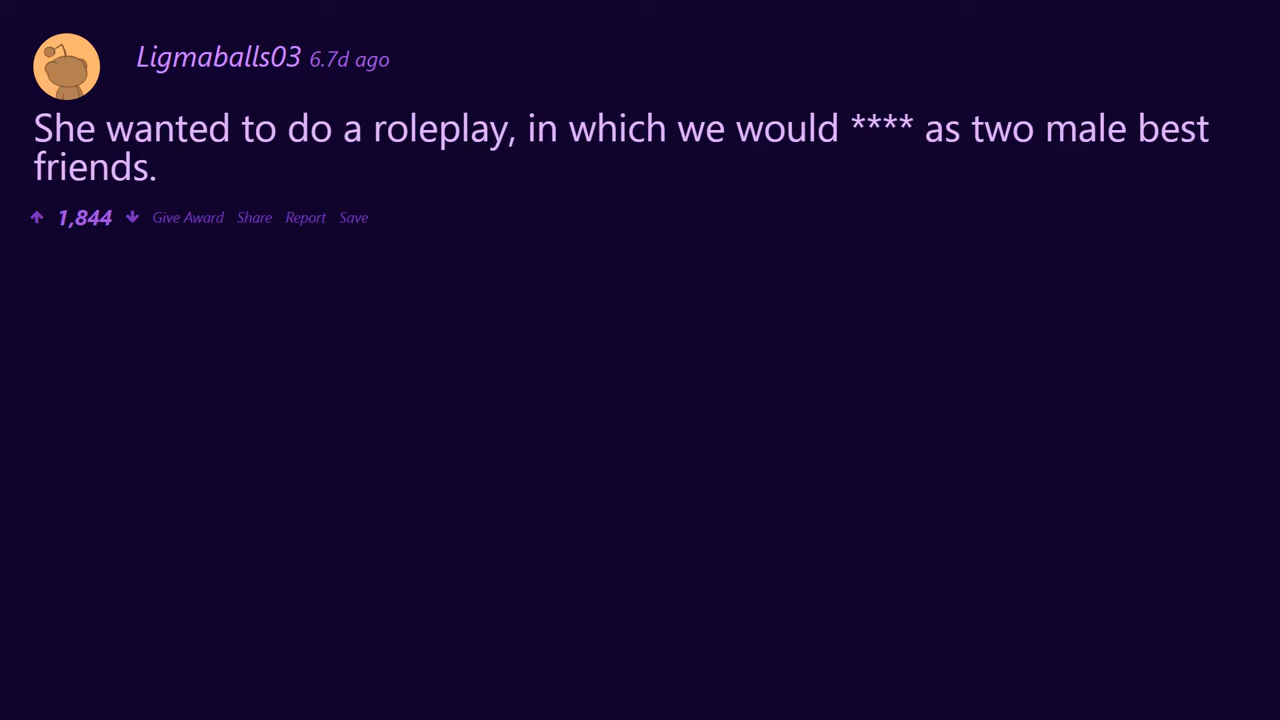 Ligmaballs03 6.7d ago
She wanted to do a roleplay, in which we would **** as two male best
friends.
1,844 Give Award Share Report Save